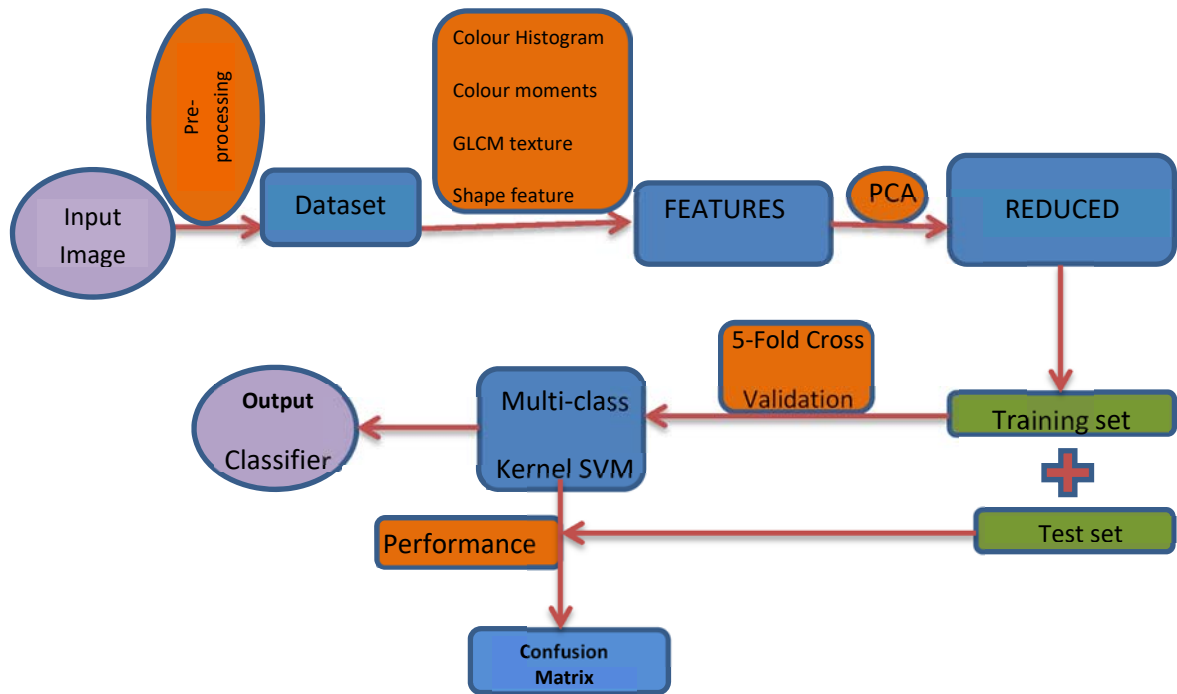 Pre-
processing
Input
Image
Dataset
Colour Histogram
Colour moments
GLCM texture
Shape feature
FEATURES
PCA
REDUCED
5-Fold Cross
Validation
Training set
Test set
Multi-class
Kernel SVM
Output
Classifier
Performance
Confusion
Matrix